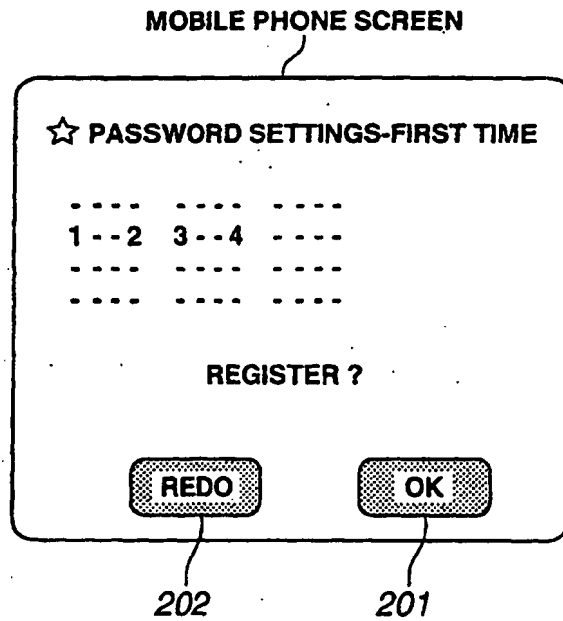 MOBILE PHONE SCREEN
☆ PASSWORD SETTINGS-FIRST TIME
- - - - - - - - - - - -
1 - - 2 3 - - 4 - - - -
- - - - - - - - - - - -
- - - - - - - - - - - -
REGISTER ?
REDO OK
202 201